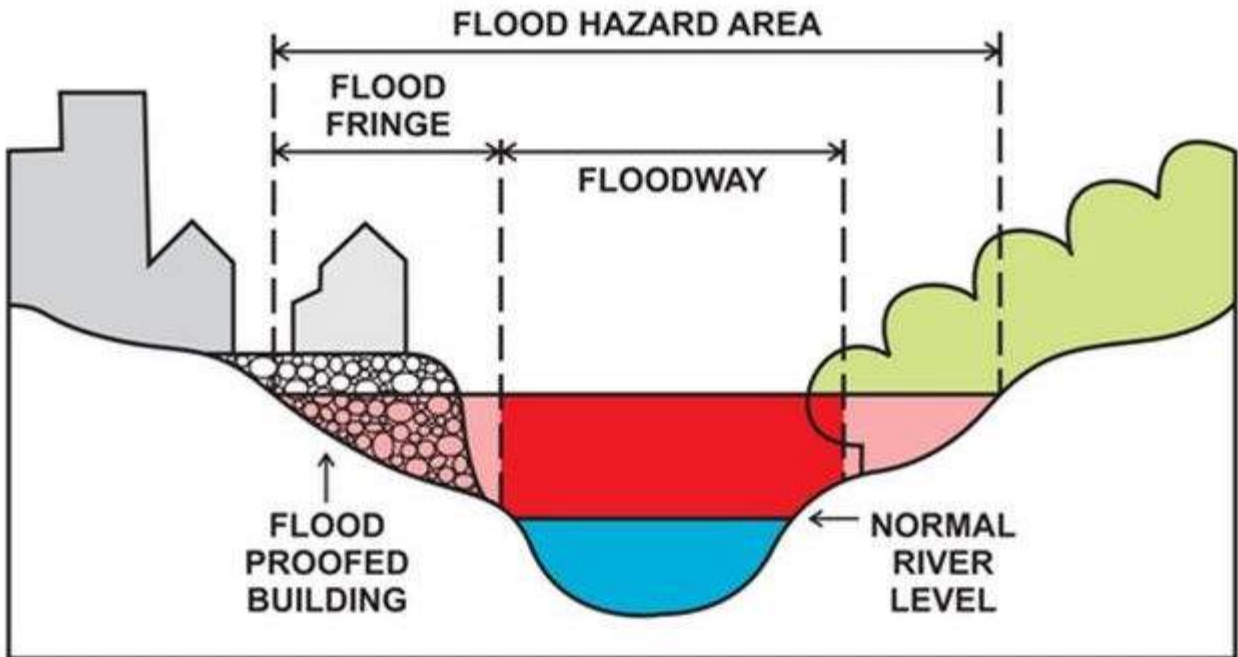 FLOOD HAZARD AREA
FLOOD
FRINGE
FLOODWAY
FLOOD
PROOFED
BUILDING
NORMAL
RIVER
LEVEL